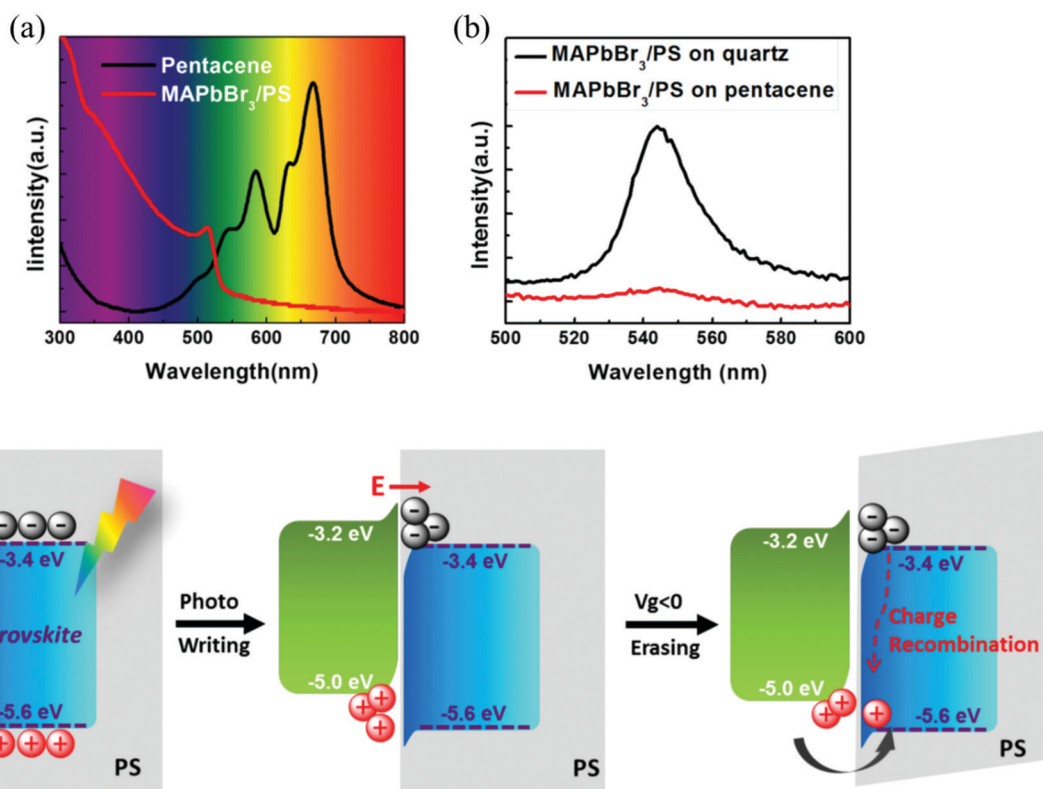 (a)
Pentacene
MAPbBr3/PS
Iintensity(a.u.)
300 400 500 600 700 800
Wavelength(nm)
(b)
MAPbBr3/PS on quartz
MAPbBr3/PS on pentacene
Intensity(a.u.)
500 520 540 560 580 600
Wavelength (nm)
-3.4 eV
rovskite
-5.6 eV
PS
Photo
Writing
E
-3.2 eV
-5.0 eV
-3.4 eV
-5.6 eV
PS
Vg<0
Erasing
-3.2 eV
-5.0 eV
-3.4 eV
Charge
Recombination
-5.6 eV
PS